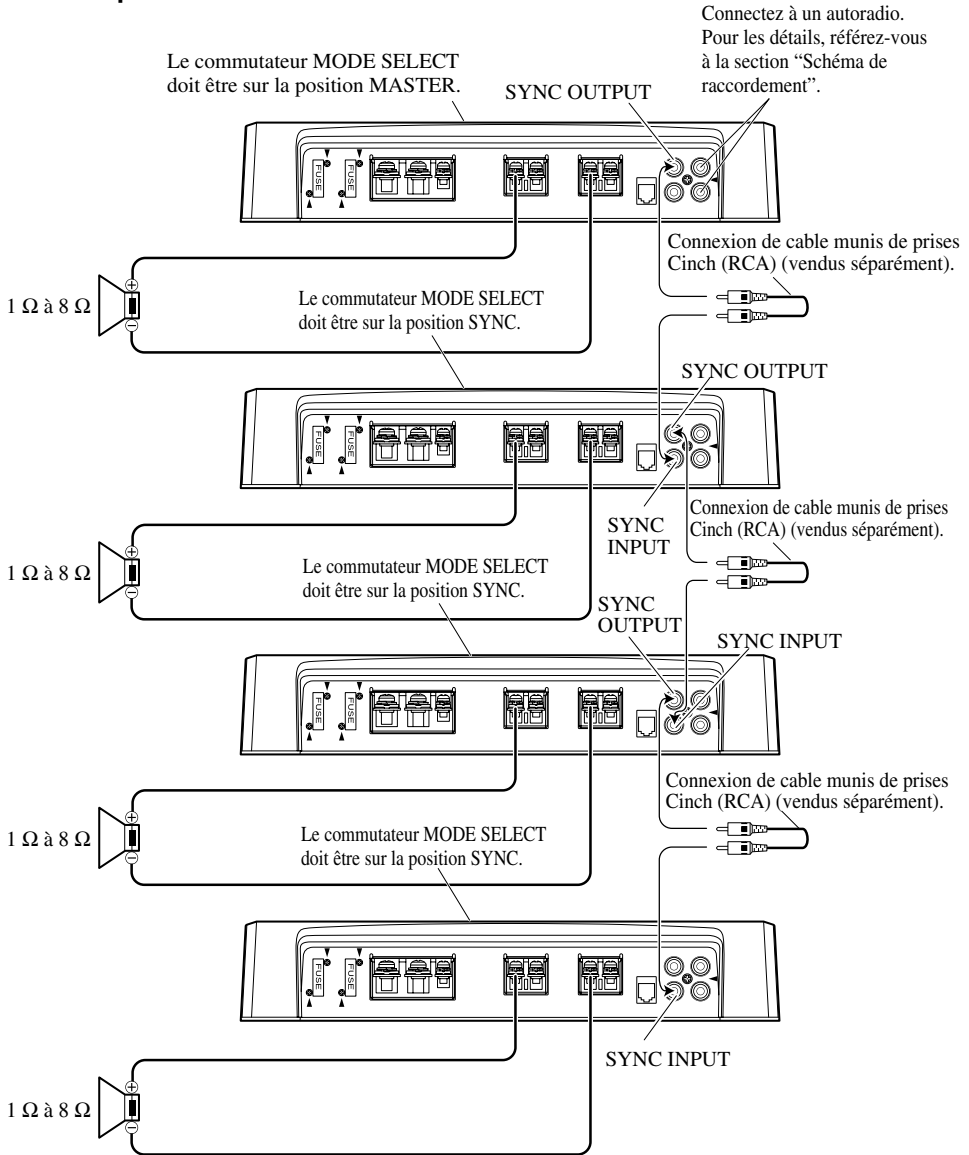 Connectez à un autoradio.
Pour les détails, référez-vous
à la section “Schéma de
raccordement”.
Le commutateur MODE SELECT
doit être sur la position MASTER.
SYNC OUTPUT
FUSE
FUSE
Connexion de cable munis de prises
Cinch (RCA) (vendus séparément).
1 Ω à 8 Ω
Le commutateur MODE SELECT
doit être sur la position SYNC.
SYNC OUTPUT
FUSE
FUSE
SYNC
INPUT
Connexion de cable munis de prises
Cinch (RCA) (vendus séparément).
1 Ω à 8 Ω
Le commutateur MODE SELECT
doit être sur la position SYNC.
SYNC
OUTPUT
SYNC INPUT
FUSE
FUSE
Connexion de cable munis de prises
Cinch (RCA) (vendus séparément).
1 Ω à 8 Ω
Le commutateur MODE SELECT
doit être sur la position SYNC.
FUSE
FUSE
SYNC INPUT
1 Ω à 8 Ω